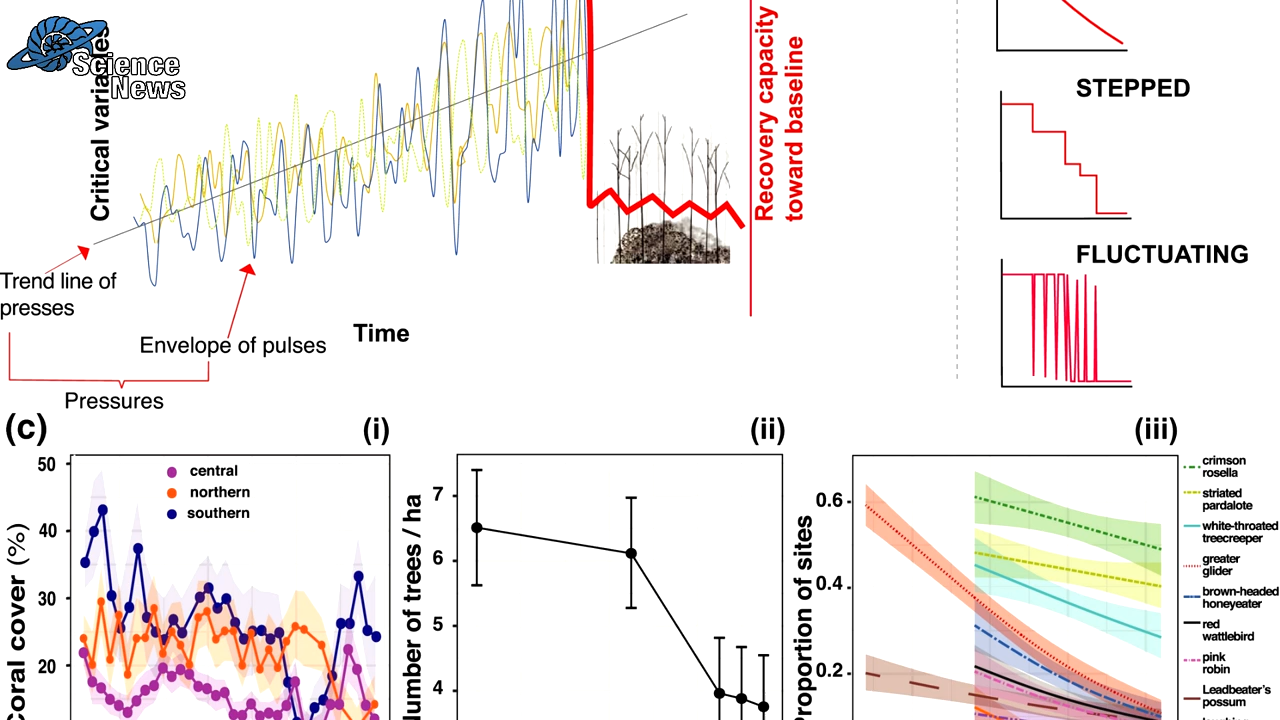 Science
News
Critical variables
Recovery capacity
toward baseline
STEPPED
FLUCTUATING
Trend line of
presses
Envelope of pulses
Time
Pressures
(c)
(i)
central
northern
southern
Coral cover (%)
50
40
30
20
(ii)
Number of trees / ha
7
6
5
4
(iii)
Proportion of sites
0.6
0.4
0.2
crimson
rosella
striated
pardalote
white-throated
treecreeper
greater
glider
brown-headed
honeyeater
red
wattlebird
pink
robin
Leadbeater's
possum